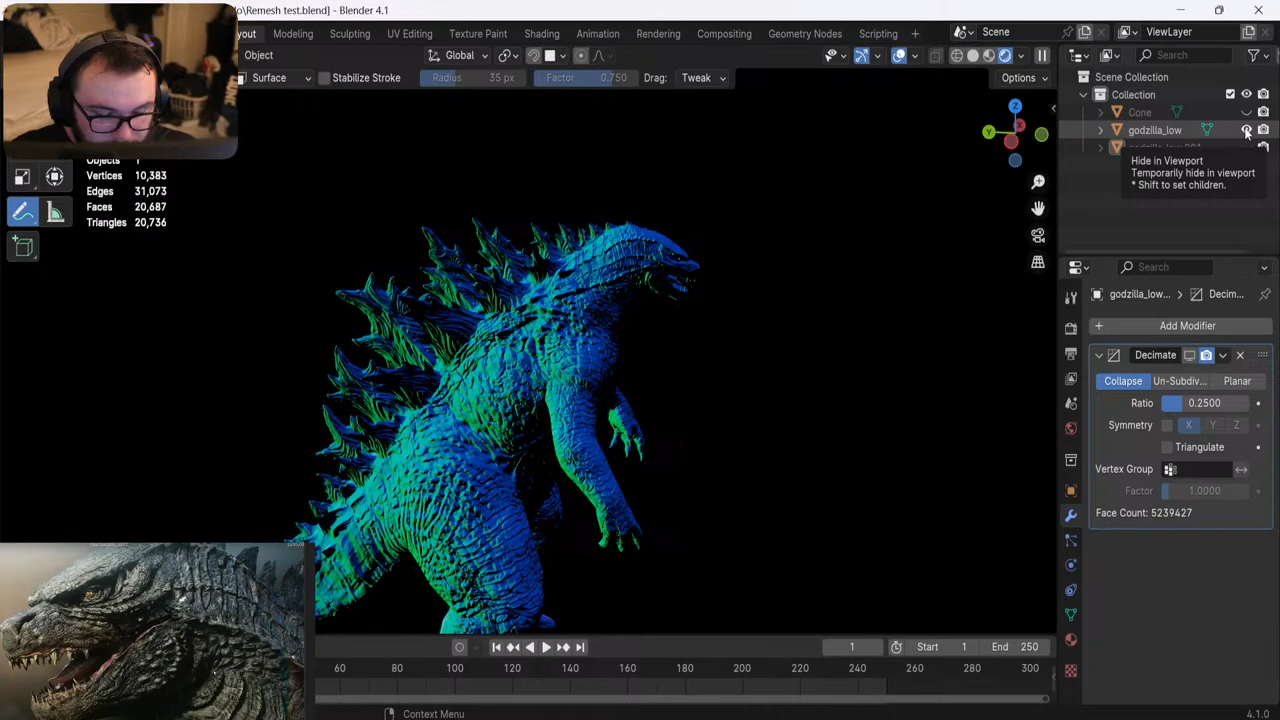 lo\Remesh test.blend] - Blender 4.1
yout Modeling Sculpting UV Editing Texture Paint Shading Animation Rendering Compositing Geometry Nodes Scripting + Scene ViewLayer
Object Global Search
Surface Stabilize Stroke Radius 35 px Factor 0.750 Drag: Tweak Options
Scene Collection
Collection
Cone
godzilla_low
Hide in Viewport
Temporarily hide in viewport
* Shift to set children.
Objects 1
Vertices 10,383
Edges 31,073
Faces 20,687
Triangles 20,736
Z
Y
X
Search
godzilla_low... > Decim...
+ Add Modifier
Decimate
Collapse Un-Subdiv... Planar
Ratio 0.2500
Symmetry X Y Z
Triangulate
Vertex Group
Factor 1.0000
Face Count: 5239427
1 Start 1 End 250
60 80 100 120 140 160 180 200 220 240 260 280 300
Context Menu 4.1.0